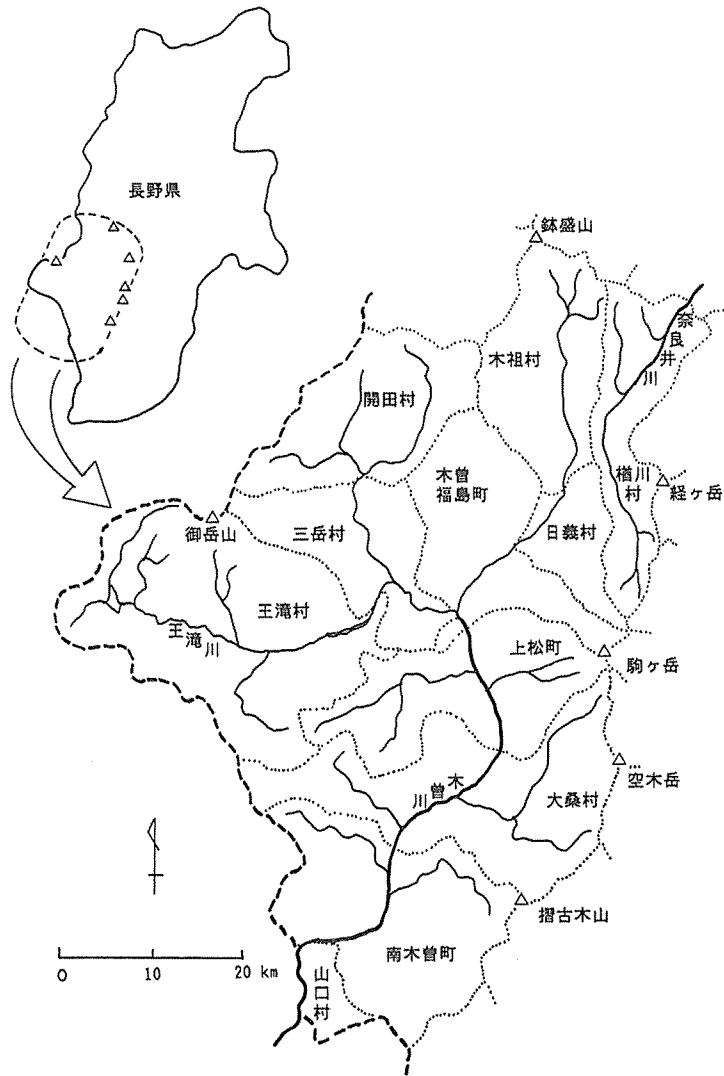 長野県
鉢盛山
奈良井川
木祖村
開田村
木曽
福島町
楢川
村
経ヶ岳
御岳山
三岳村
日義村
王滝村
王滝川
上松町
駒ヶ岳
木曽川
大桑村
空木岳
摺古木山
南木曽町
山口村
0 10 20 km